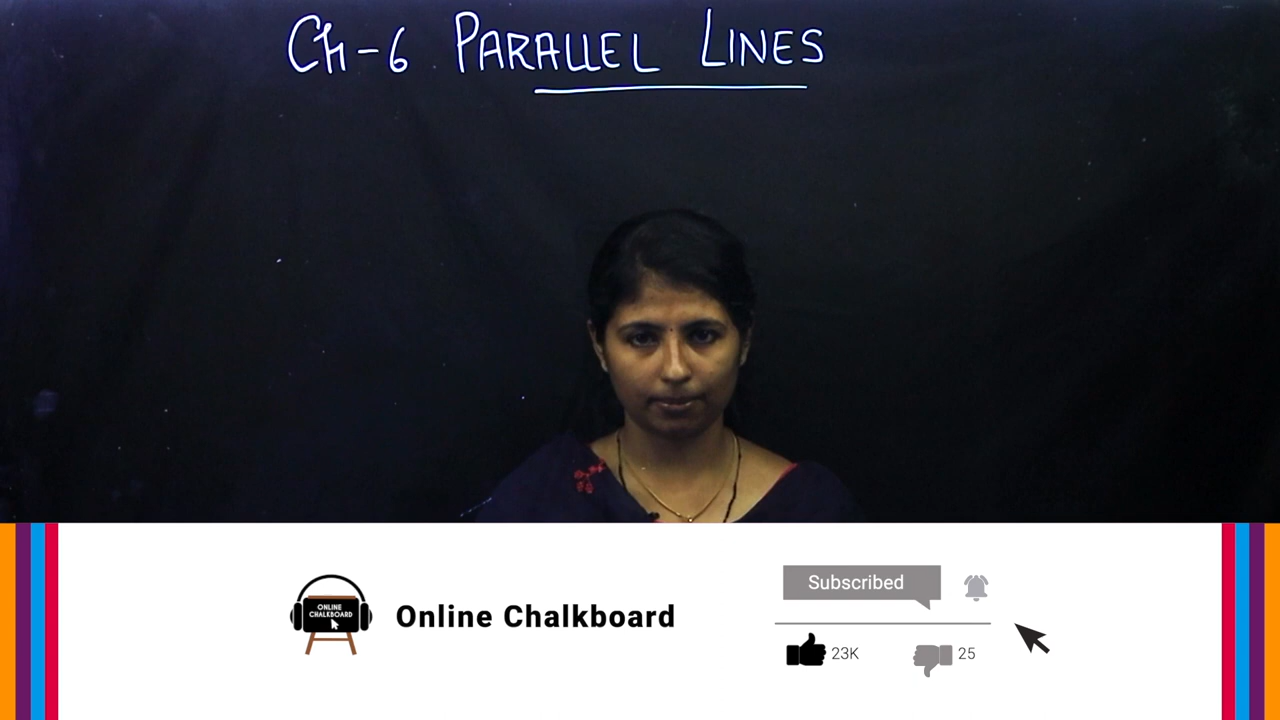 Ch-6 PARALLEL LINES
ONLINE
CHALKBOARD
Online Chalkboard
Subscribed
23K
25